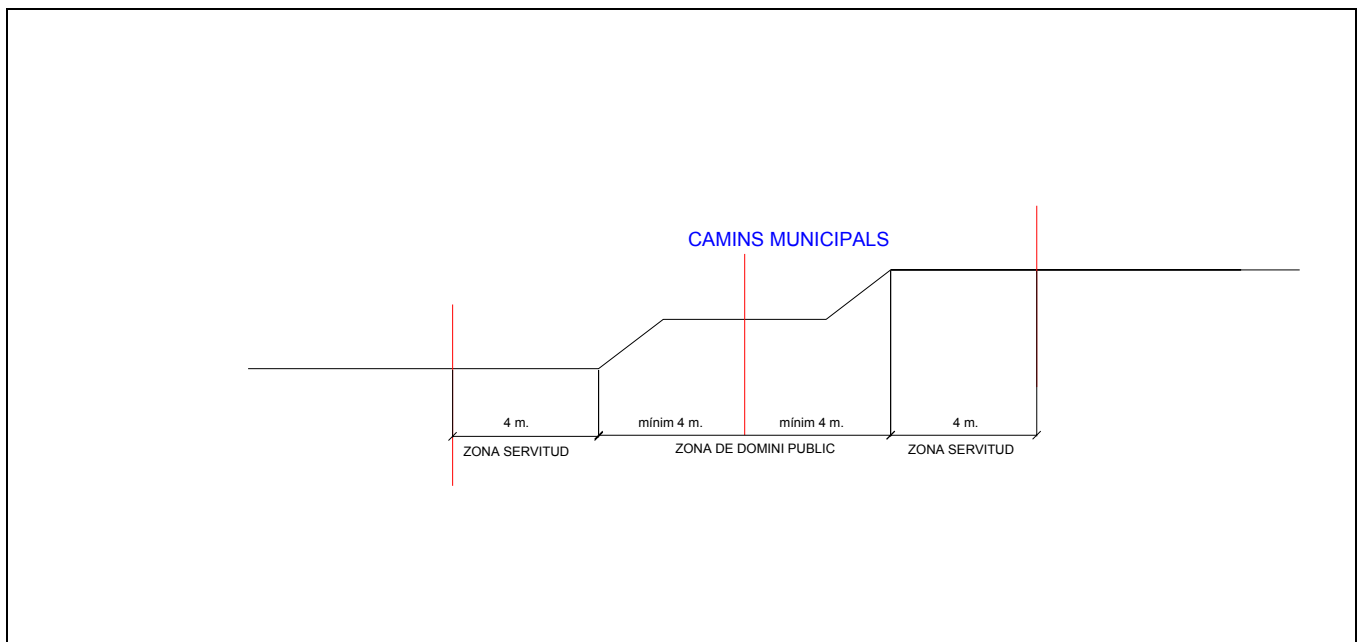 CAMINS MUNICIPALS
4 m.
mínim 4 m.
mínim 4 m.
4 m.
ZONA SERVITUD
ZONA DE DOMINI PUBLIC
ZONA SERVITUD